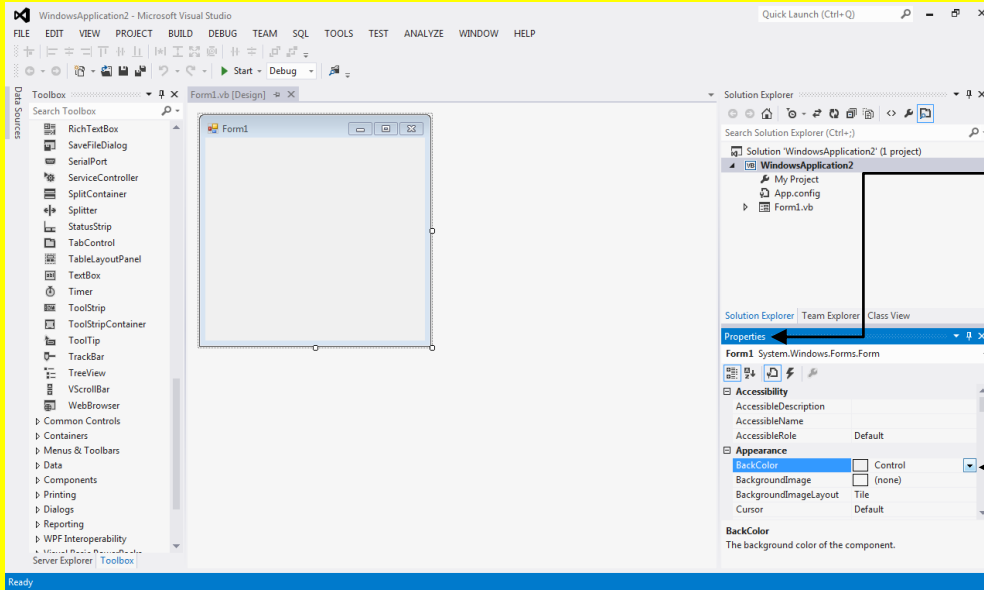 WindowsApplication2 - Microsoft Visual Studio
Quick Launch (Ctrl+Q)
FILE EDIT VIEW PROJECT BUILD DEBUG TEAM SQL TOOLS TEST ANALYZE WINDOW HELP
Start Debug
Data Sources
Toolbox
Search Toolbox
RichTextBox
SaveFileDialog
SerialPort
ServiceController
SplitContainer
Splitter
StatusStrip
TabControl
TableLayoutPanel
TextBox
Timer
ToolStrip
ToolStripContainer
ToolTip
TrackBar
TreeView
VScrollBar
WebBrowser
Common Controls
Containers
Menus & Toolbars
Data
Components
Printing
Dialogs
Reporting
WPF Interoperability
Server Explorer Toolbox
Form1.vb [Design]
Form1
Solution Explorer
Search Solution Explorer (Ctrl+;)
Solution 'WindowsApplication2' (1 project)
VB WindowsApplication2
My Project
App.config
Form1.vb
Solution Explorer Team Explorer Class View
Properties
Form1 System.Windows.Forms.Form
Accessibility
AccessibleDescription
AccessibleName
AccessibleRole Default
Appearance
BackColor Control
BackgroundImage (none)
BackgroundImageLayout Tile
Cursor Default
BackColor
The background color of the component.
Ready